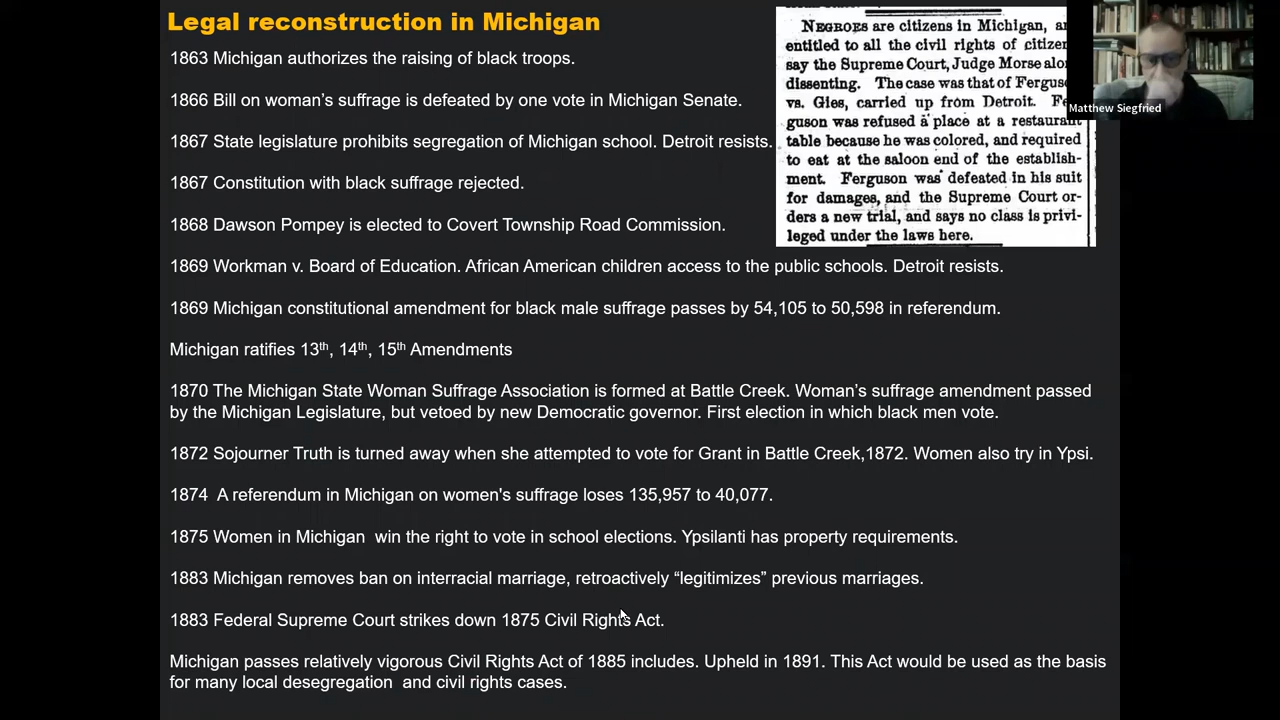 Legal reconstruction in Michigan
1863 Michigan authorizes the raising of black troops.
1866 Bill on woman’s suffrage is defeated by one vote in Michigan Senate.
1867 State legislature prohibits segregation of Michigan school. Detroit resists.
1867 Constitution with black suffrage rejected.
1868 Dawson Pompey is elected to Covert Township Road Commission.
1869 Workman v. Board of Education. African American children access to the public schools. Detroit resists.
1869 Michigan constitutional amendment for black male suffrage passes by 54,105 to 50,598 in referendum.
Michigan ratifies 13th, 14th, 15th Amendments
1870 The Michigan State Woman Suffrage Association is formed at Battle Creek. Woman’s suffrage amendment passed
by the Michigan Legislature, but vetoed by new Democratic governor. First election in which black men vote.
1872 Sojourner Truth is turned away when she attempted to vote for Grant in Battle Creek,1872. Women also try in Ypsi.
1874 A referendum in Michigan on women's suffrage loses 135,957 to 40,077.
1875 Women in Michigan win the right to vote in school elections. Ypsilanti has property requirements.
1883 Michigan removes ban on interracial marriage, retroactively “legitimizes” previous marriages.
1883 Federal Supreme Court strikes down 1875 Civil Rights Act.
Michigan passes relatively vigorous Civil Rights Act of 1885 includes. Upheld in 1891. This Act would be used as the basis
for many local desegregation and civil rights cases.
NEGROES are citizens in Michigan,
entitled to all the civil rights of
say the Supreme Court, Judge Morse
dissenting. The case was that of
vs. Gies, carried up from Detroit.
guson was refused a place at a restaurant
table because he was colored, and required
to eat at the saloon end of the establish-
ment. Ferguson was defeated in his suit
for damages, and the Supreme Court or-
ders a new trial, and says no class is privi-
leged under the laws here.
Matthew Siegfried